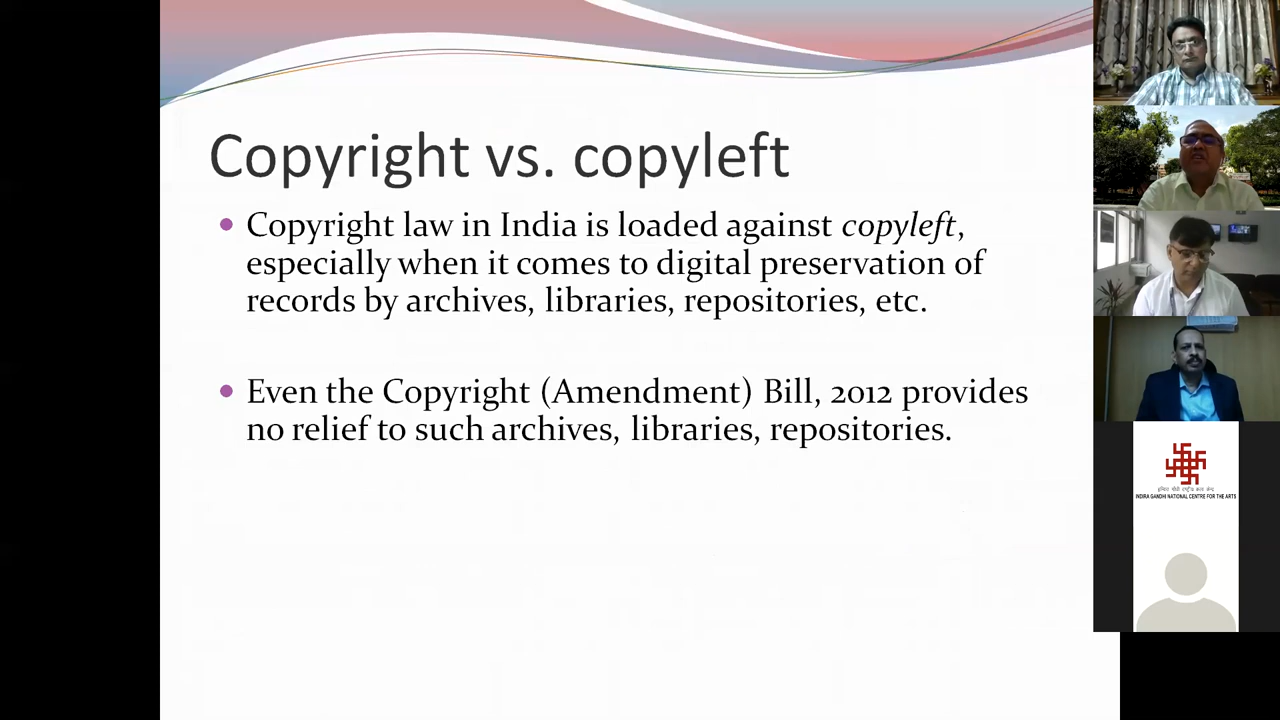 Copyright vs. copyleft
Copyright law in India is loaded against copyleft,
especially when it comes to digital preservation of
records by archives, libraries, repositories, etc.
Even the Copyright (Amendment) Bill, 2012 provides
no relief to such archives, libraries, repositories.
इन्दिरा गाँधी राष्ट्रीय कला केन्द्र
INDIRA GANDHI NATIONAL CENTRE FOR THE ARTS